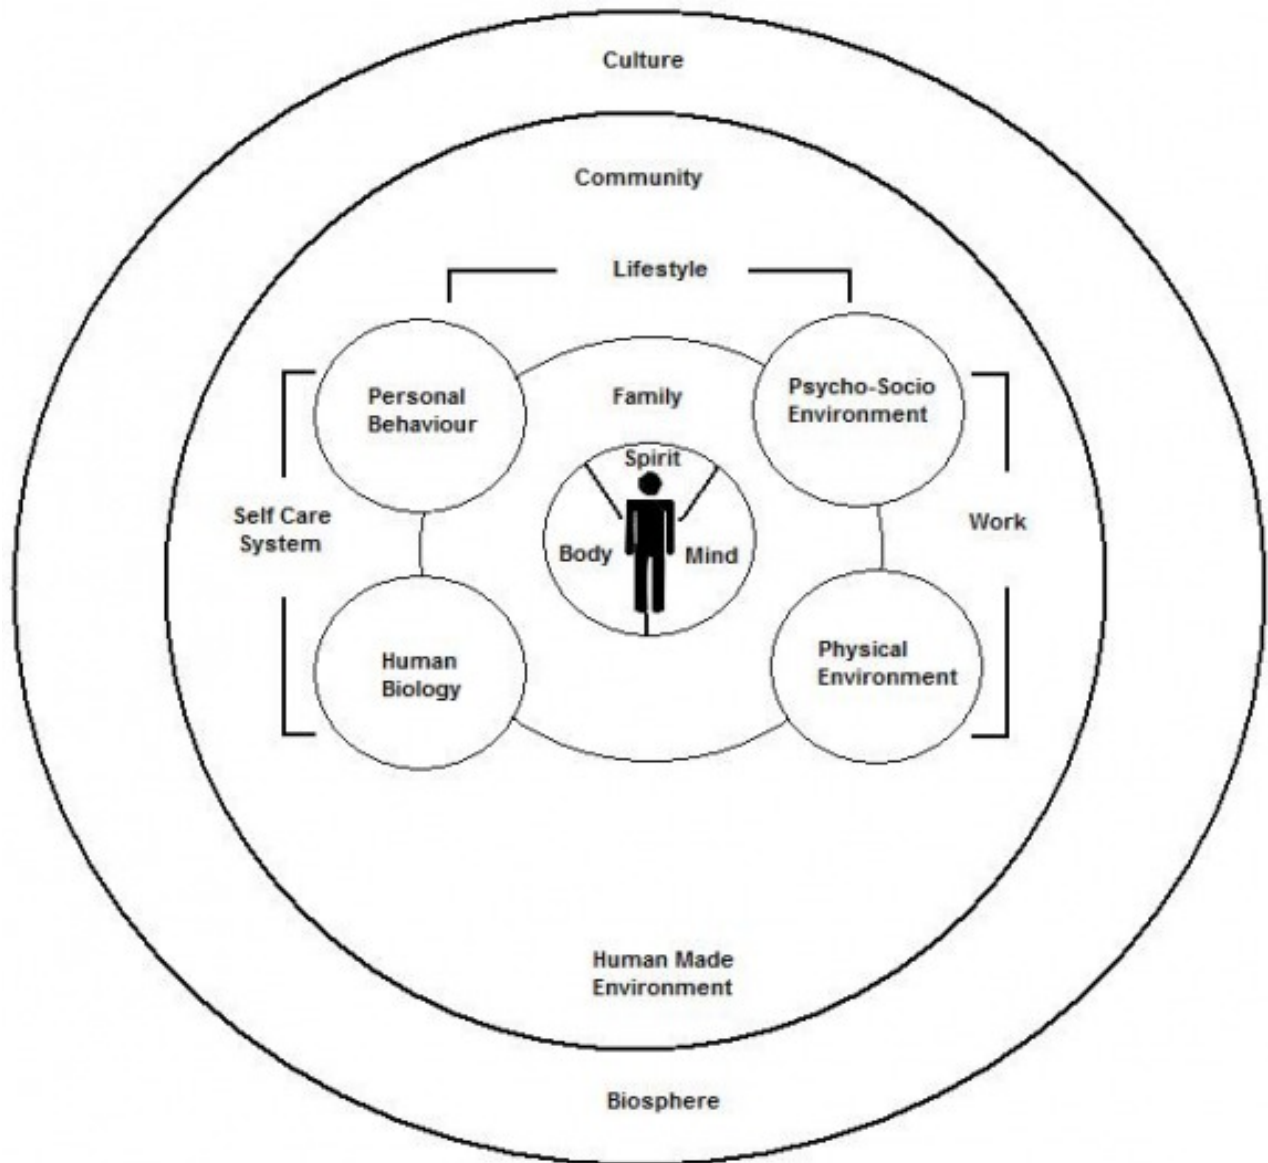 Culture
Community
Lifestyle
Personal
Behaviour
Family
Psycho-Socio
Environment
Spirit
Self Care
System
Body
Mind
Work
Human
Biology
Physical
Environment
Human Made
Environment
Biosphere